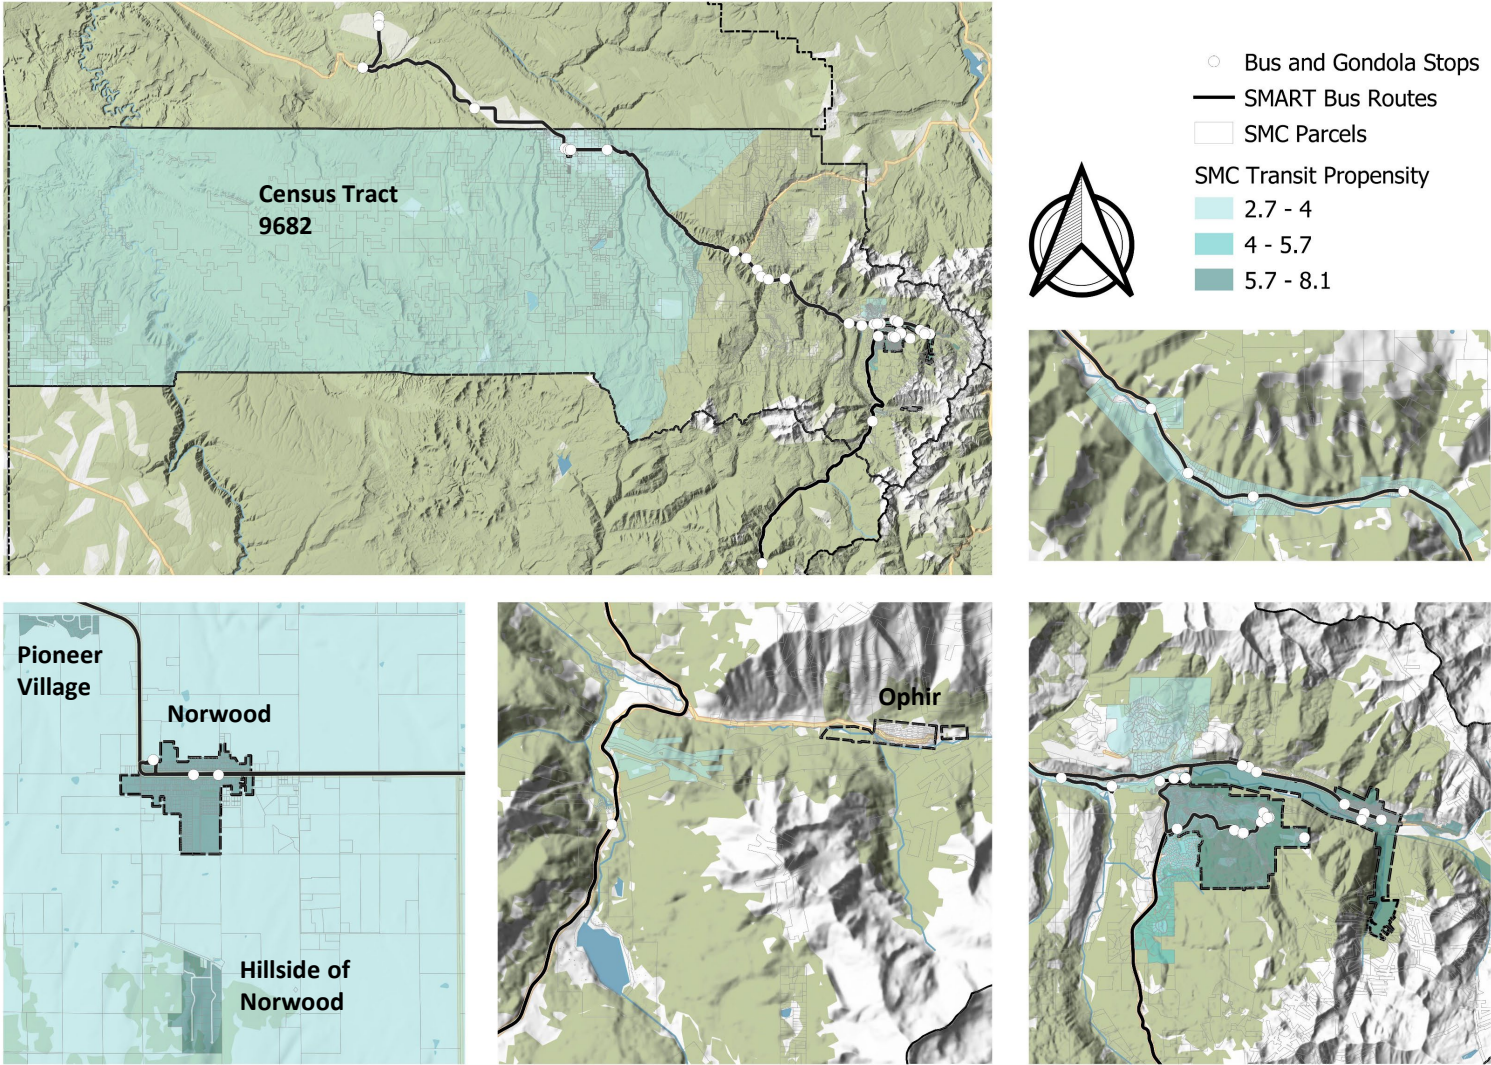 Census Tract
9682
Bus and Gondola Stops
SMART Bus Routes
SMC Parcels
SMC Transit Propensity
2.7 - 4
4 - 5.7
5.7 - 8.1
Pioneer
Village
Norwood
Hillside of
Norwood
Ophir